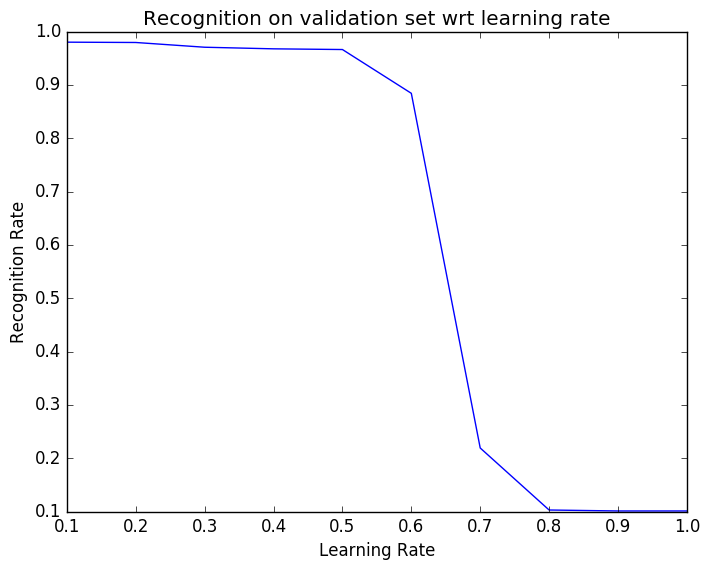 Recognition on validation set wrt learning rate
1.0
0.9
0.8
0.7
0.6
0.5
0.4
0.3
0.2
0.1
Recognition Rate
0.1 0.2 0.3 0.4 0.5 0.6 0.7 0.8 0.9 1.0
Learning Rate